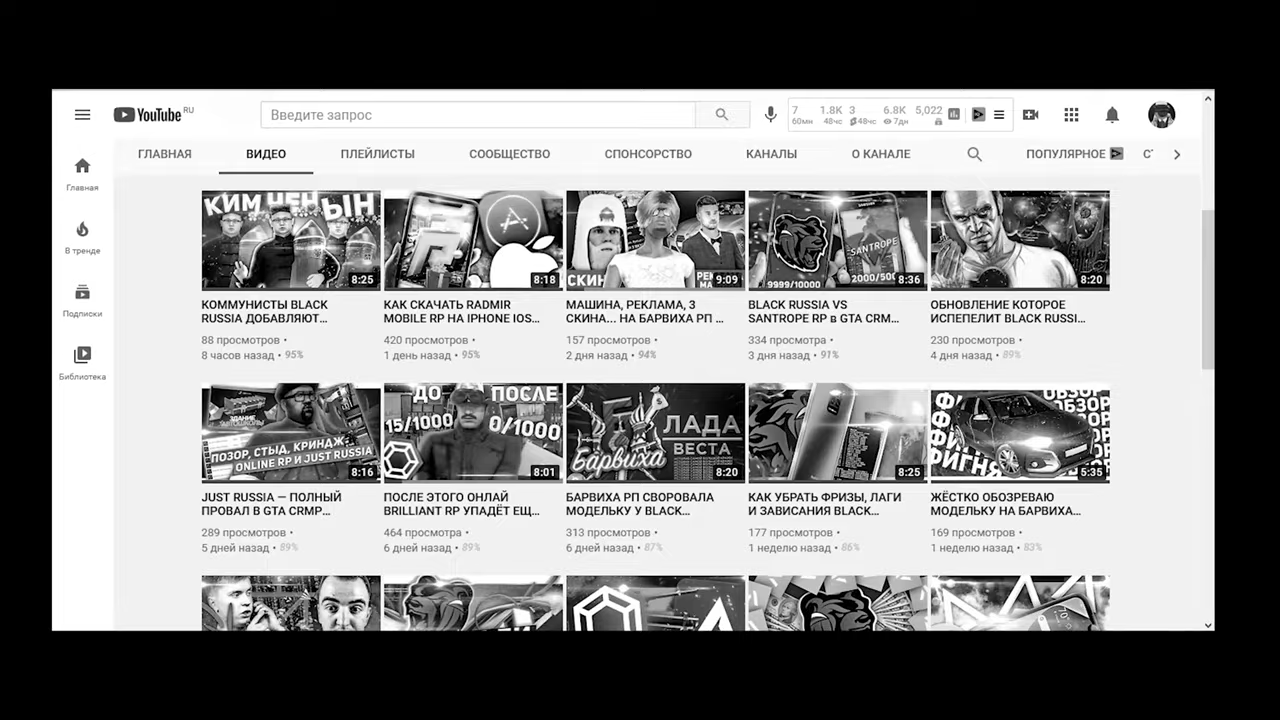 YouTube RU
Введите запрос
7 1.8K 3 6.8K 5,022
60мн 48чс 48чс 7дн
ГЛАВНАЯ ВИДЕО ПЛЕЙЛИСТЫ СООБЩЕСТВО СПОНСОРСТВО КАНАЛЫ О КАНАЛЕ ПОПУЛЯРНОЕ
Главная
В тренде
Подписки
Библиотека
КИМ ЧЕН ЫН
8:25
8:18
СКИН
9:09
SANTROPE
9999/10000
8:36
8:20
КОММУНИСТЫ BLACK
RUSSIA ДОБАВЛЯЮТ...
88 просмотров •
8 часов назад • 95%
КАК СКАЧАТЬ RADMIR
MOBILE RP НА IPHONE IOS...
420 просмотров •
1 день назад • 95%
МАШИНА, РЕКЛАМА, 3
СКИНА... НА БАРВИХА РП ...
157 просмотров •
2 дня назад • 94%
BLACK RUSSIA VS
SANTROPE RP в GTA CRM...
334 просмотра •
3 дня назад • 91%
ОБНОВЛЕНИЕ КОТОРОЕ
ИСПЕПЕЛИТ BLACK RUSSI...
230 просмотров •
4 дня назад • 89%
ПОЗОР, СТЫД, КРИНДЖ-
ONLINE RP И JUST RUSSIA
8:16
ДО ПОСЛЕ
15/1000 0/1000
8:01
ЛАДА
ВЕСТА
Барвиха
8:20
8:25
ОБЗОР
5:35
JUST RUSSIA — ПОЛНЫЙ
ПРОВАЛ В GTA CRMP...
289 просмотров •
5 дней назад • 89%
ПОСЛЕ ЭТОГО ОНЛАЙ
BRILLIANT RP УПАДЁТ ЕЩ...
464 просмотра •
6 дней назад • 89%
БАРВИХА РП СВОРОВАЛА
МОДЕЛЬКУ У BLACK...
313 просмотров •
6 дней назад • 87%
КАК УБРАТЬ ФРИЗЫ, ЛАГИ
И ЗАВИСАНИЯ BLACK...
177 просмотров •
1 неделю назад • 86%
ЖЁСТКО ОБОЗРЕВАЮ
МОДЕЛЬКУ НА БАРВИХА...
169 просмотров •
1 неделю назад • 83%